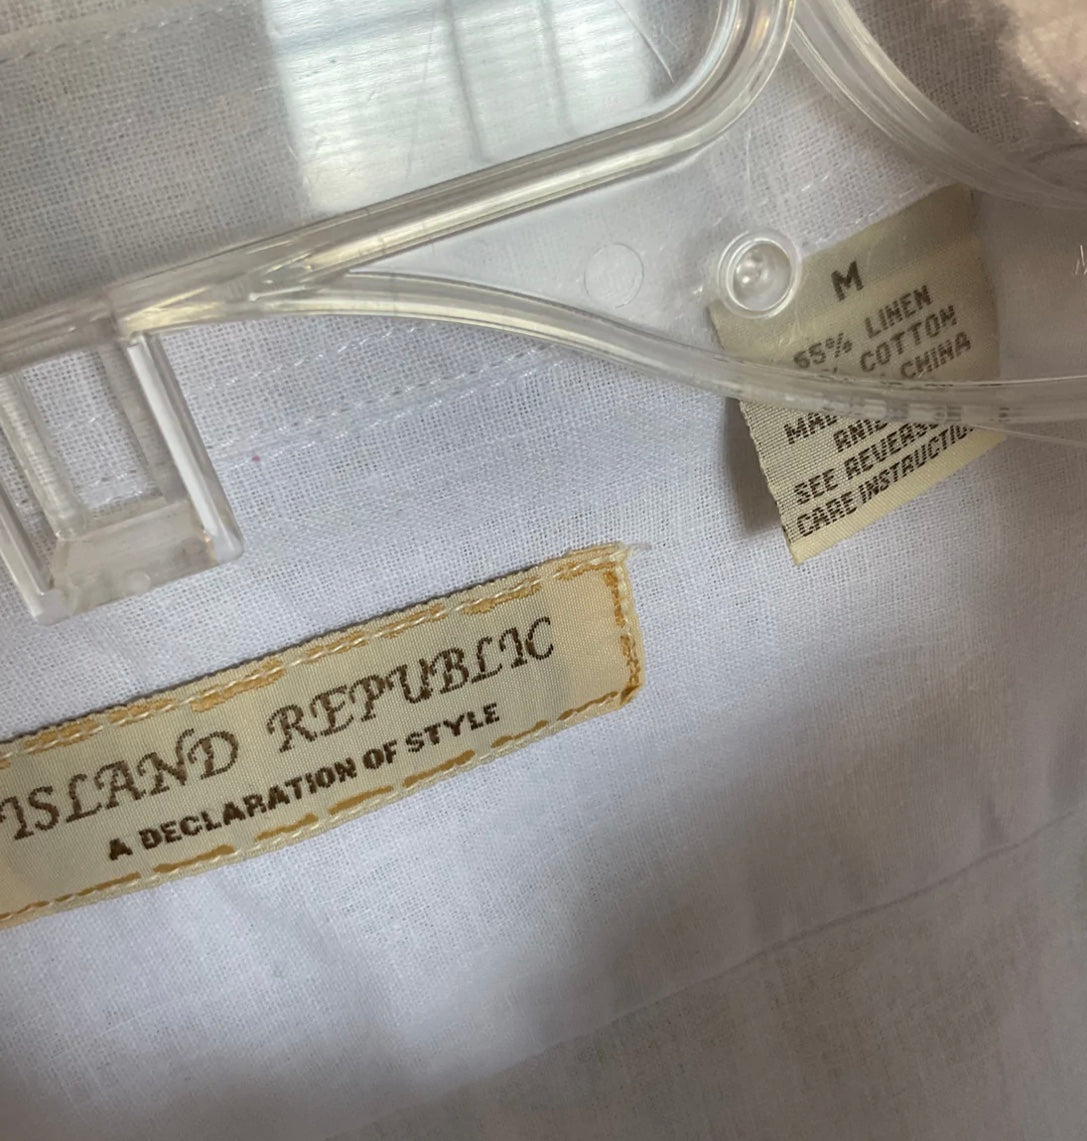 M
55% LINEN
COTTON
CHINA
SEE REVERSE
CARE INSTRUCTION
ISLAND REPUBLIC
A DECLARATION OF STYLE